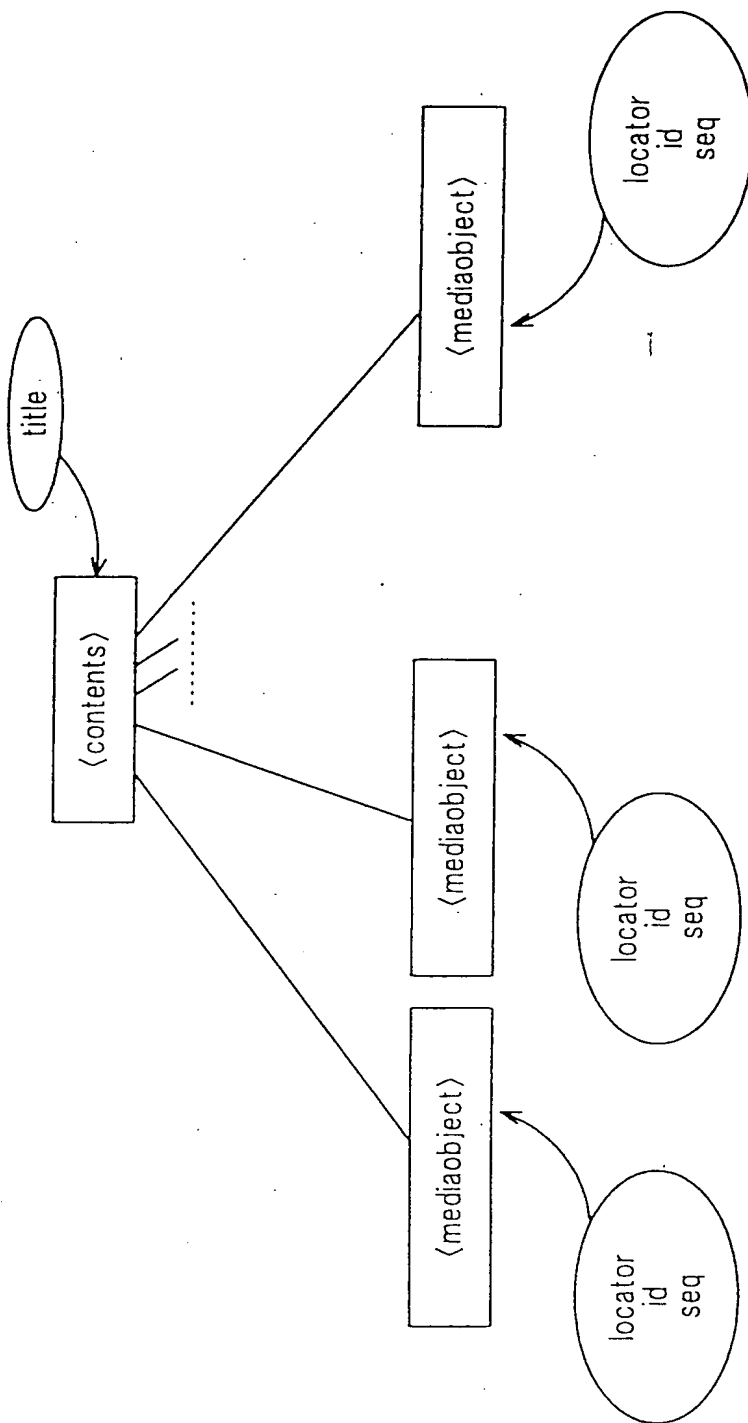 title
〈contents〉
〈mediaobject〉
〈mediaobject〉
〈mediaobject〉
locator
id
seq
locator
id
seq
locator
id
seq